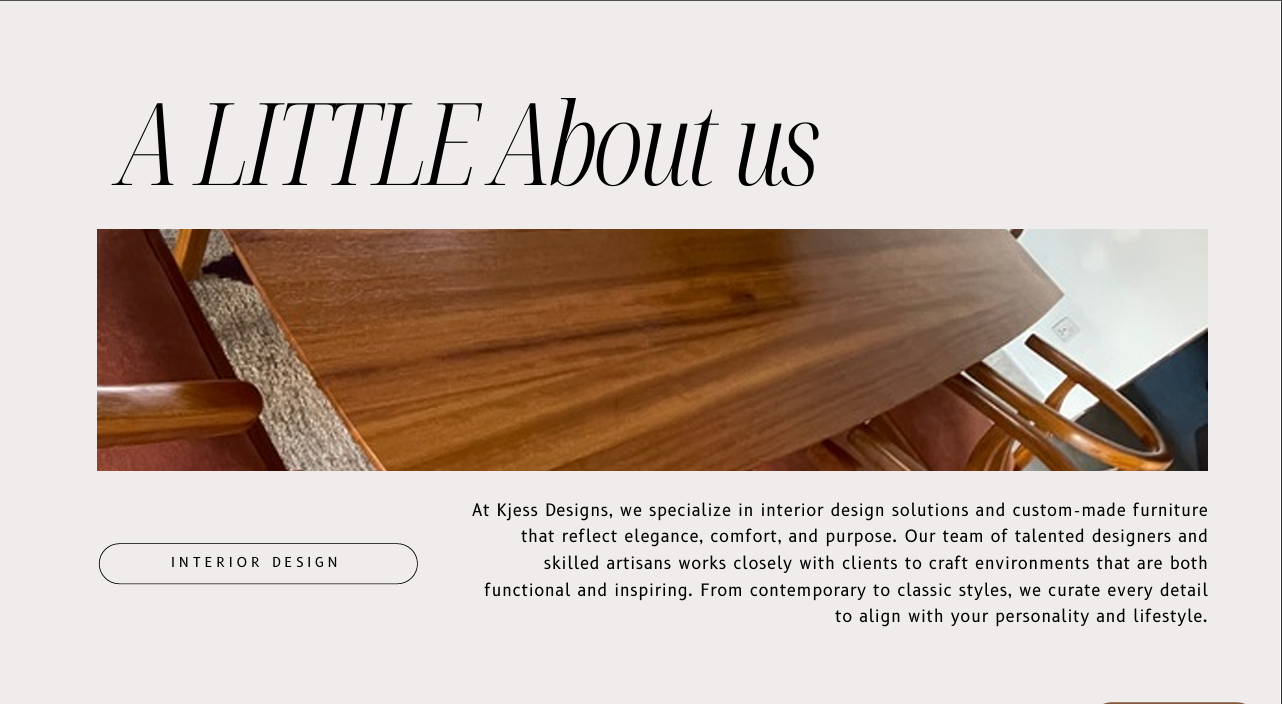 A LITTLE About us
At Kjess Designs, we specialize in interior design solutions and custom-made furniture
that reflect elegance, comfort, and purpose. Our team of talented designers and
skilled artisans works closely with clients to craft environments that are both
functional and inspiring. From contemporary to classic styles, we curate every detail
to align with your personality and lifestyle.
INTERIOR DESIGN